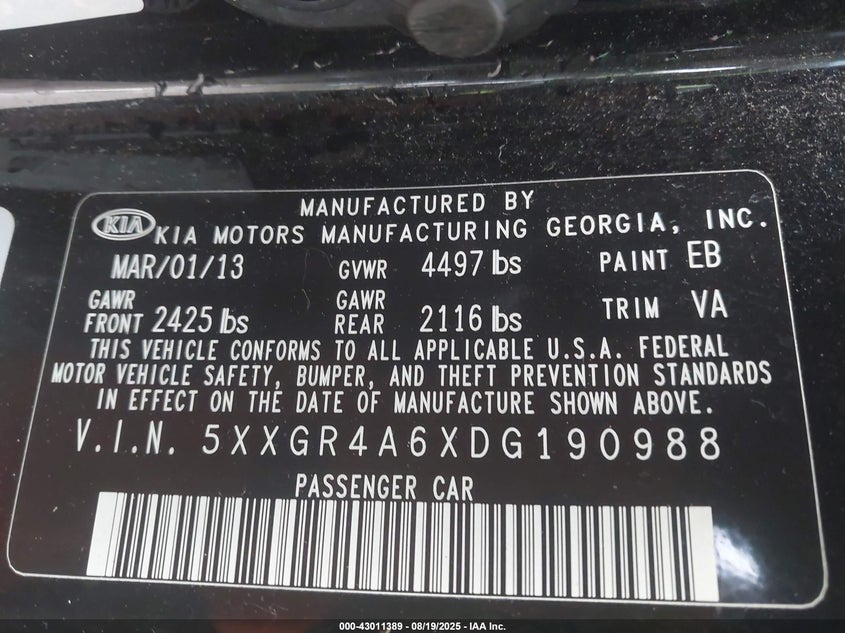 MANUFACTURED BY
KIA KIA MOTORS MANUFACTURING GEORGIA, INC.
MAR/01/13 GVWR 4497 lbs PAINT EB
GAWR FRONT 2425 lbs GAWR REAR 2116 lbs TRIM VA
THIS VEHICLE CONFORMS TO ALL APPLICABLE U.S.A. FEDERAL
MOTOR VEHICLE SAFETY, BUMPER, AND THEFT PREVENTION STANDARDS
IN EFFECT ON THE DATE OF MANUFACTURE SHOWN ABOVE.
V.I.N. 5XXGR4A6XDG190988
PASSENGER CAR
000-43011389 - 08/19/2025 - IAA Inc.